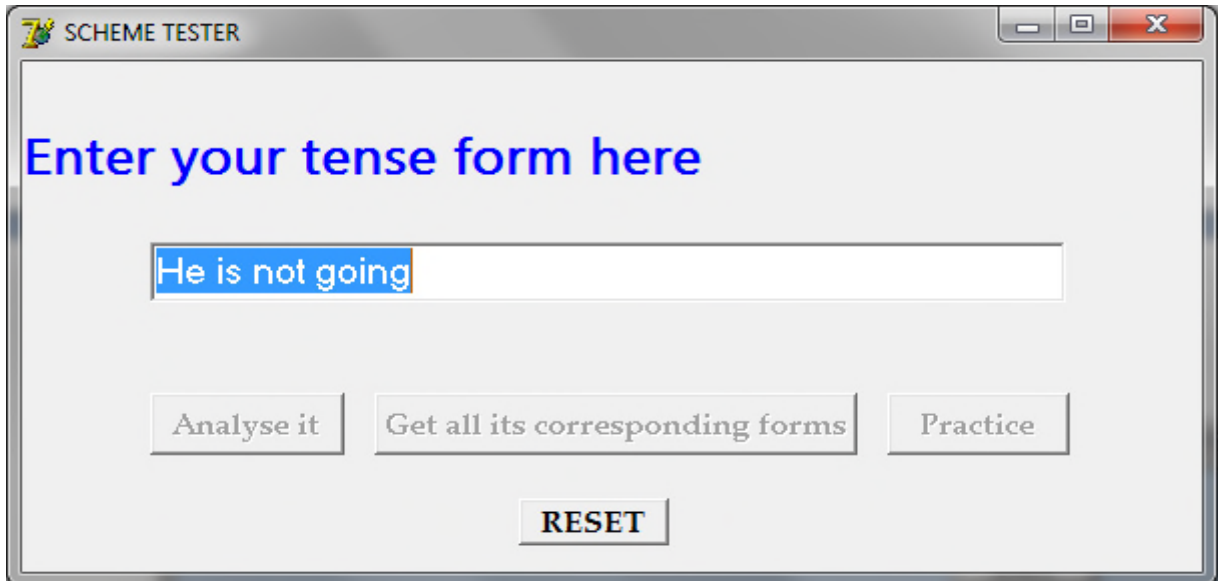 SCHEME TESTER
Enter your tense form here
He is not going
Analyse it Get all its corresponding forms Practice
RESET